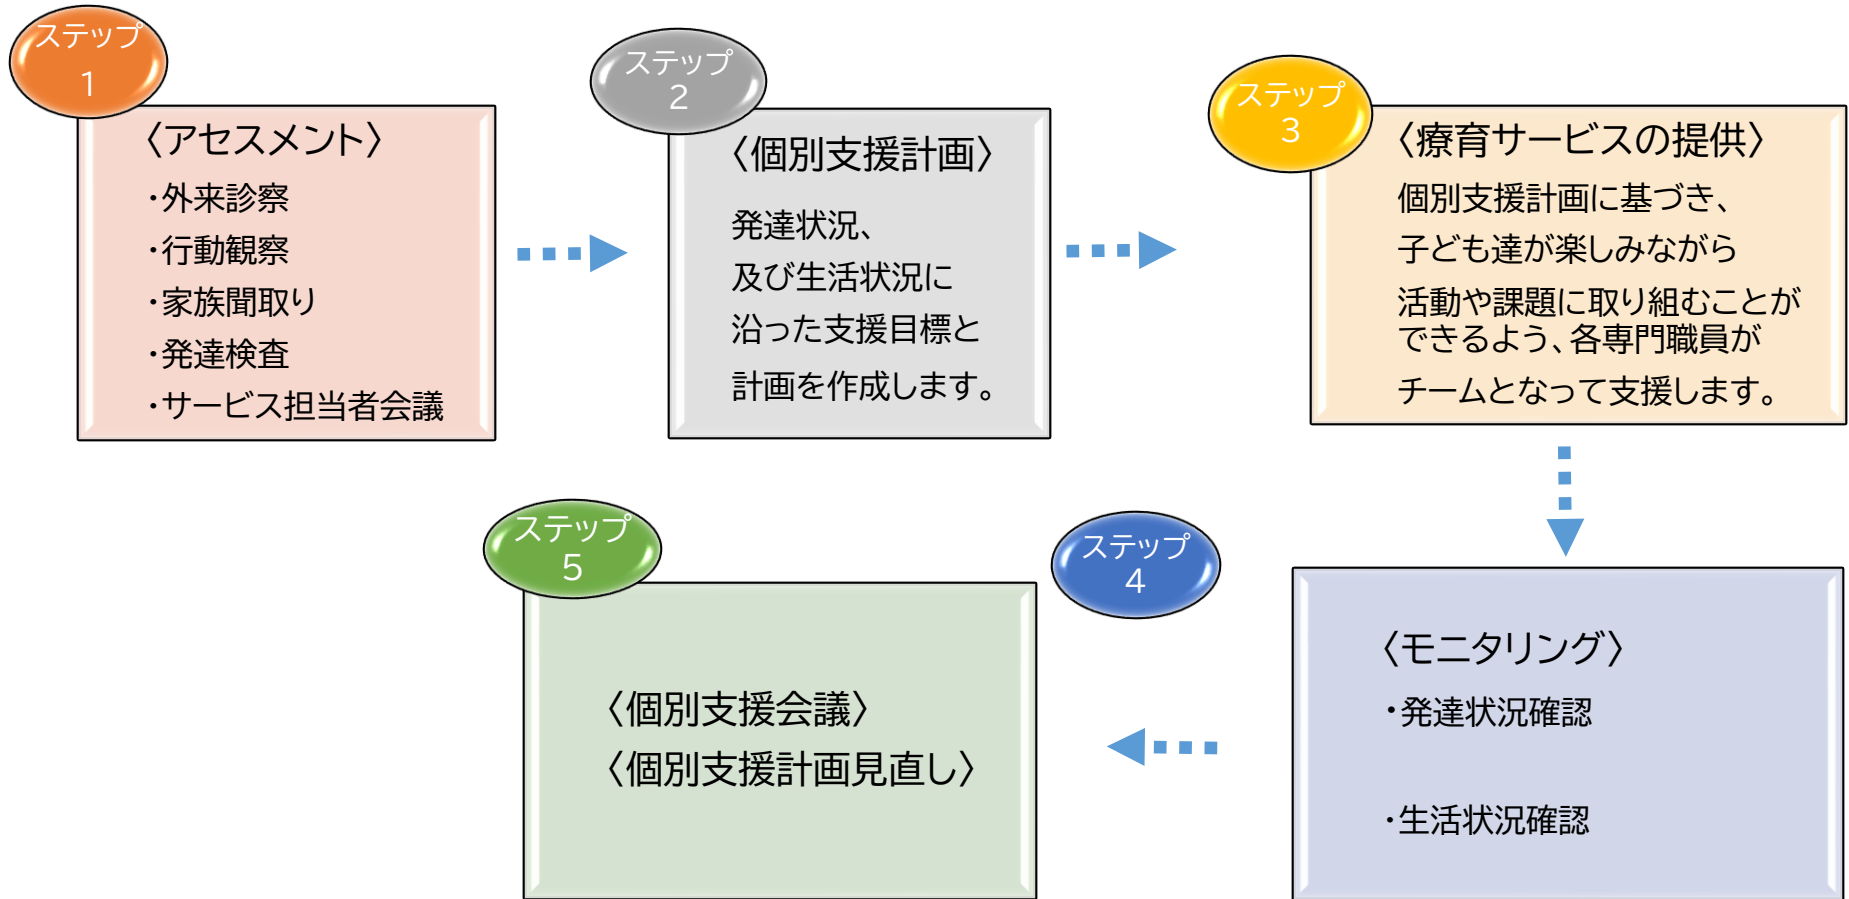 ステップ
1
〈アセスメント〉
・外来診察
・行動観察
・家族聞取り
・発達検査
・サービス担当者会議
ステップ
2
〈個別支援計画〉
発達状況、
及び生活状況に
沿った支援目標と
計画を作成します。
ステップ
3
〈療育サービスの提供〉
個別支援計画に基づき、
子ども達が楽しみながら
活動や課題に取り組むことが
できるよう、各専門職員が
チームとなって支援します。
ステップ
4
〈モニタリング〉
・発達状況確認
・生活状況確認
ステップ
5
〈個別支援会議〉
〈個別支援計画見直し〉